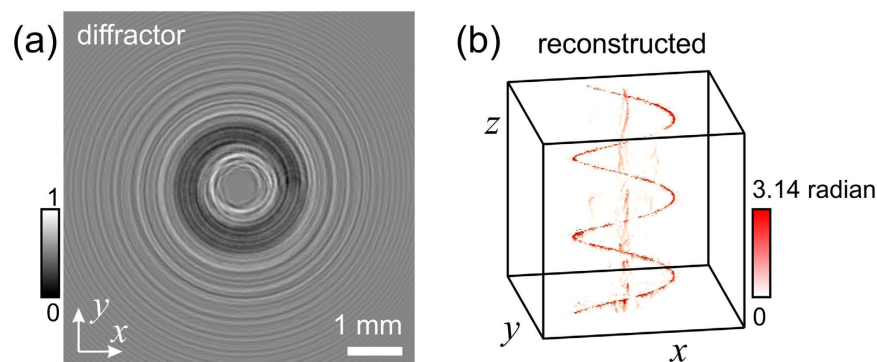 (a)
diffractor
1
0
y
x
1 mm
(b)
reconstructed
z
y
x
3.14 radian
0